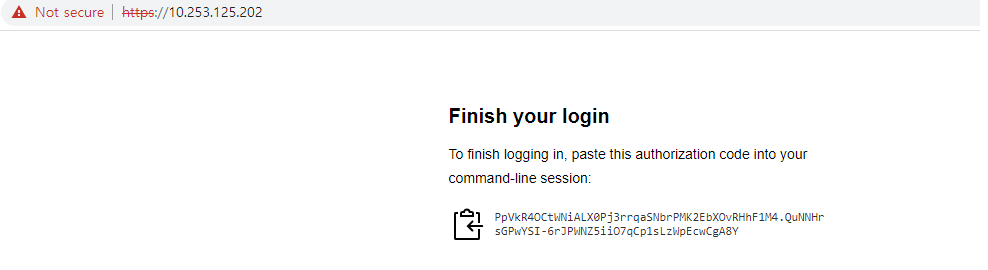 Not secure https://10.253.125.202
Finish your login
To finish logging in, paste this authorization code into your
command-line session:
PpVkR4OCtWNiALX0Pj3rrqaSNbrPMK2EbXOvRHhF1M4.QuNNHr
sGPwYSI-6rJPWNZ5iiO7qCp1sLzWpEcwCgA8Y